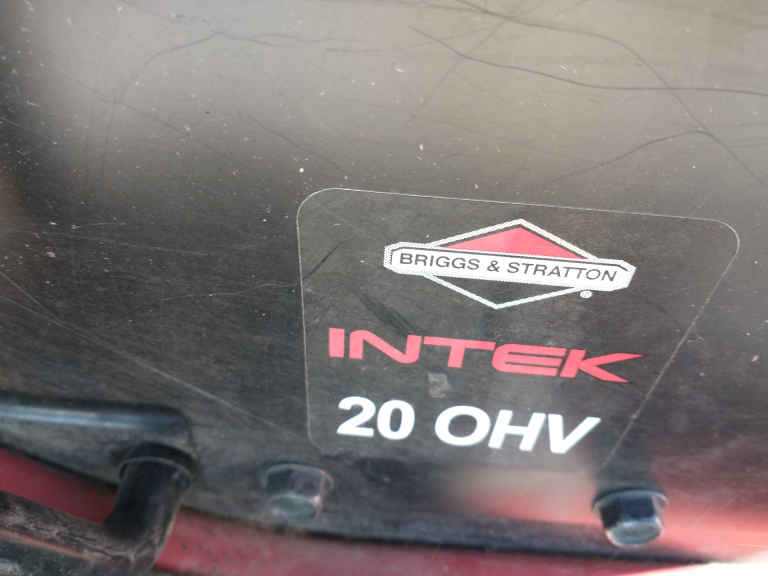 BRIGGS & STRATTON
®
INTEK
20 OHV